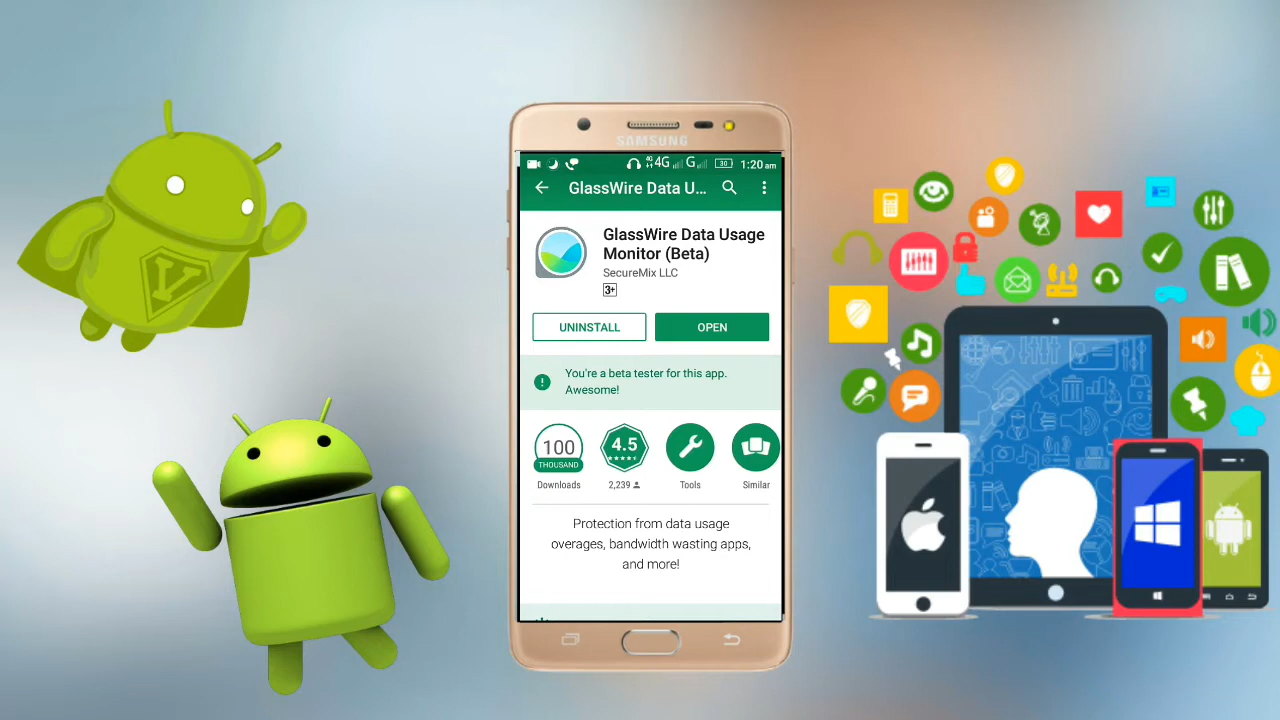 V
SAMSUNG
4G 4G G 30 1:20 am
GlassWire Data U...
GlassWire Data Usage
Monitor (Beta)
SecureMix LLC
3+
UNINSTALL OPEN
You're a beta tester for this app.
Awesome!
100
THOUSAND
Downloads
4.5
2,239
Tools
Similar
Protection from data usage
overages, bandwidth wasting apps,
and more!